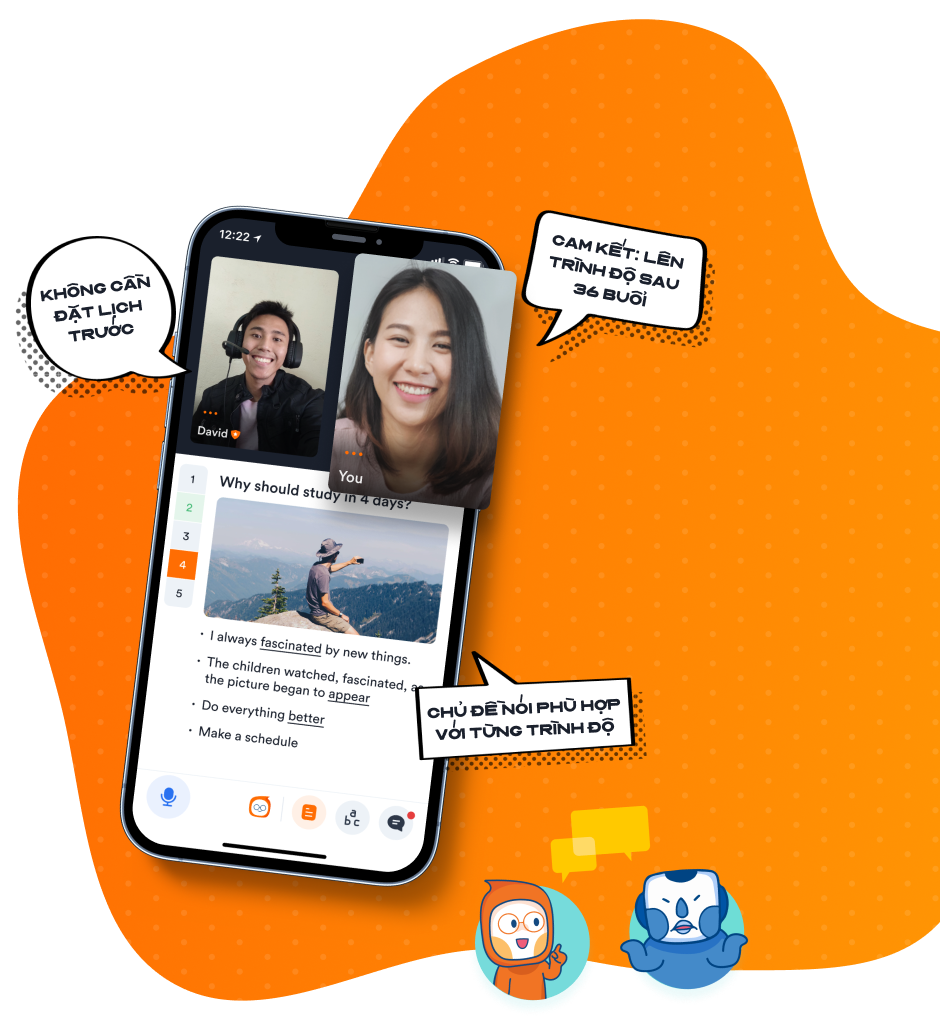 12:22
KHÔNG CẦN
ĐẶT LỊCH
TRƯỚC
CAM KẾT: LÊN
TRÌNH ĐỘ SAU
36 BUỔI
David
You
1
2
3
4
5
Why should study in 4 days?
· I always fascinated by new things.
· The children watched, fascinated, as
the picture began to appear
· Do everything better
· Make a schedule
CHỦ ĐỀ NÓI PHÙ HỢP
VỚI TỪNG TRÌNH ĐỘ
a
b c